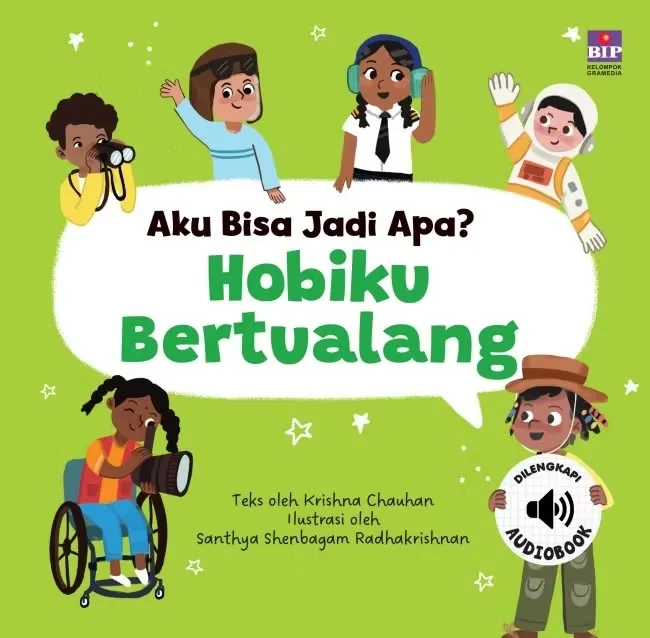 BIP
KELOMPOK
GRAMEDIA
Aku Bisa Jadi Apa?
Hobiku
Bertualang
Teks oleh Krishna Chauhan
Ilustrasi oleh
Santhya Shenbagam Radhakrishnan
DILENGKAPI
AUDIOBOOK